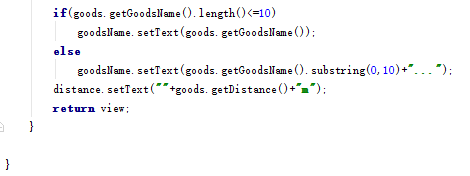 if(goods.getGoodsName().length()<=10)
    goodsName.setText(goods.getGoodsName());
else
    goodsName.setText(goods.getGoodsName().substring(0,10)+"...");
distance.setText(""+goods.getDistance()+"m");
return view;
}
}